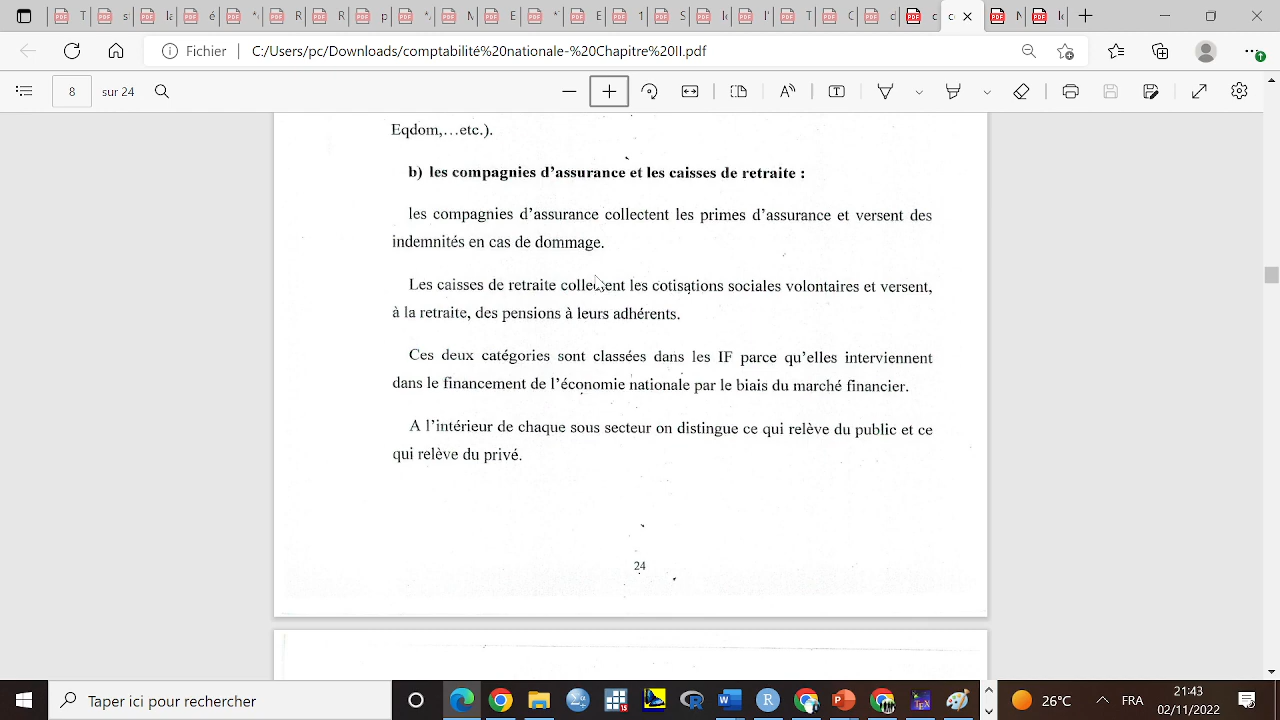 Fichier C:/Users/pc/Downloads/comptabilité%20nationale-%20Chapitre%20II.pdf
8 sur 24
Eqdom,...etc.).
b) les compagnies d'assurance et les caisses de retraite :
les compagnies d'assurance collectent les primes d'assurance et versent des
indemnités en cas de dommage.
Les caisses de retraite collectent les cotisations sociales volontaires et versent,
à la retraite, des pensions à leurs adhérents.
Ces deux catégories sont classées dans les IF parce qu'elles interviennent
dans le financement de l'économie nationale par le biais du marché financier.
A l'intérieur de chaque sous secteur on distingue ce qui relève du public et ce
qui relève du privé.
24
Taper ici pour rechercher
26°C
FRA
21:43
02/11/2022